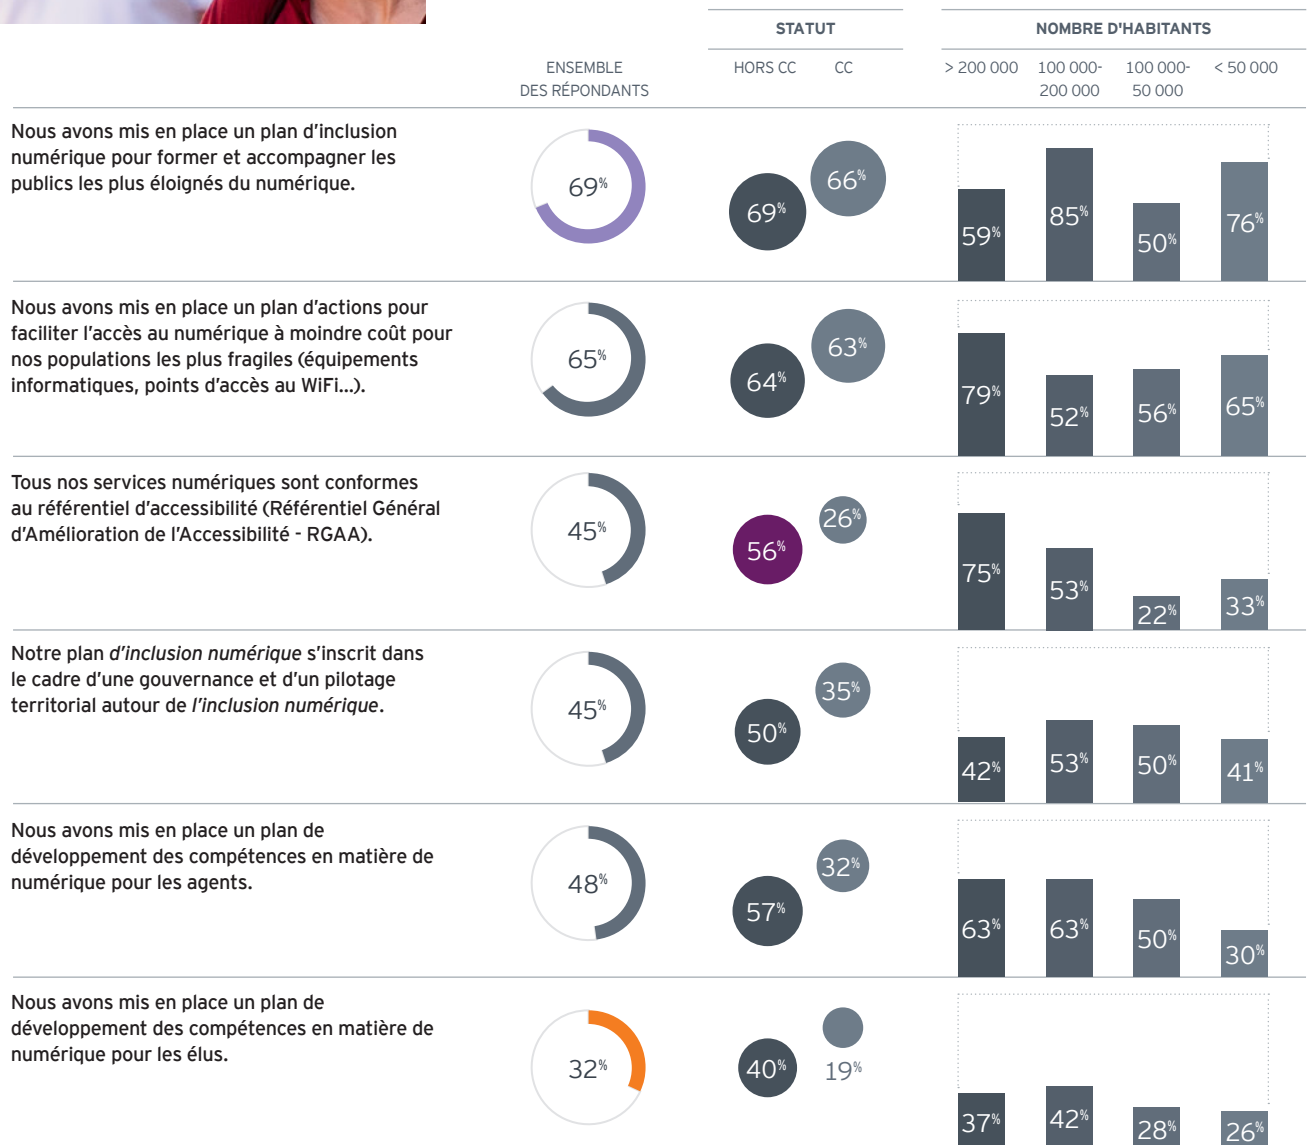 STATUT
NOMBRE D'HABITANTS
ENSEMBLE
DES RÉPONDANTS
HORS CC
CC
> 200 000
100 000-
200 000
100 000-
50 000
< 50 000
Nous avons mis en place un plan d'inclusion
numérique pour former et accompagner les
publics les plus éloignés du numérique.
69%
69%
66%
59%
85%
50%
76%
Nous avons mis en place un plan d'actions pour
faciliter l'accès au numérique à moindre coût pour
nos populations les plus fragiles (équipements
informatiques, points d'accès au WiFi...).
65%
64%
63%
79%
52%
56%
65%
Tous nos services numériques sont conformes
au référentiel d'accessibilité (Référentiel Général
d'Amélioration de l'Accessibilité - RGAA).
45%
56%
26%
75%
53%
22%
33%
Notre plan d'inclusion numérique s'inscrit dans
le cadre d'une gouvernance et d'un pilotage
territorial autour de l'inclusion numérique.
45%
50%
35%
42%
53%
50%
41%
Nous avons mis en place un plan de
développement des compétences en matière de
numérique pour les agents.
48%
57%
32%
63%
63%
50%
30%
Nous avons mis en place un plan de
développement des compétences en matière de
numérique pour les élus.
32%
40%
19%
37%
42%
28%
26%